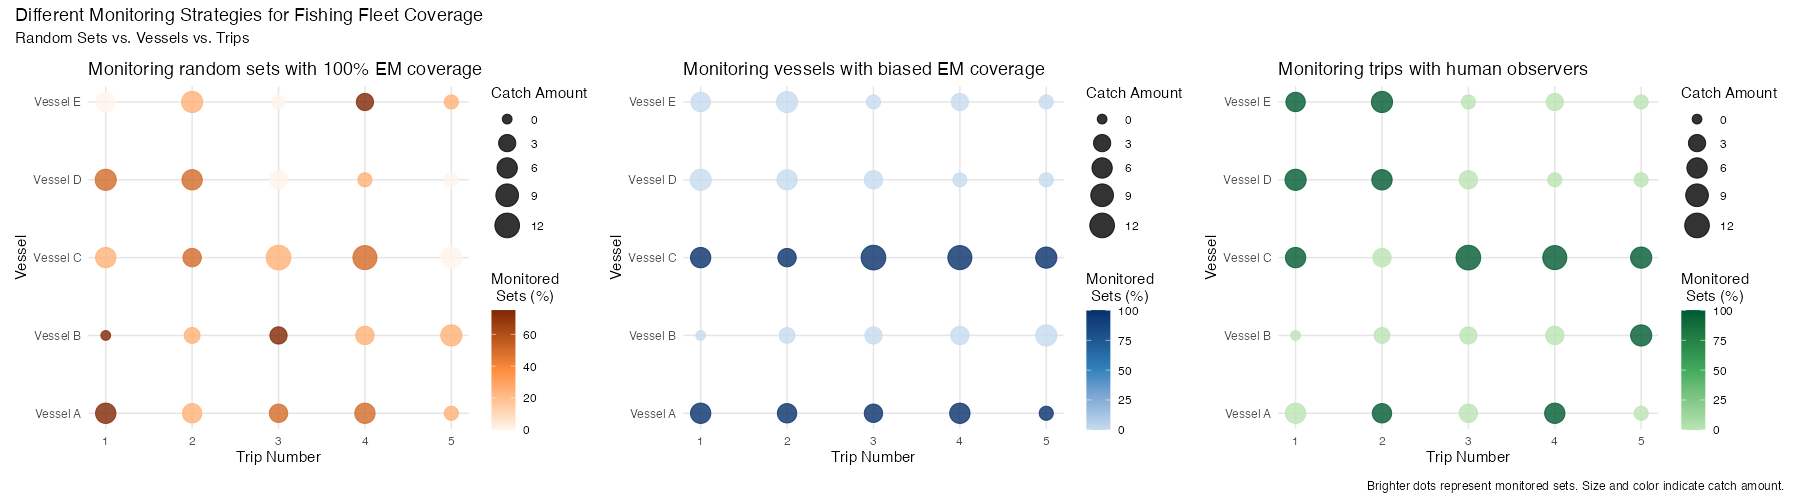 Different Monitoring Strategies for Fishing Fleet Coverage
Random Sets vs. Vessels vs. Trips
Monitoring random sets with 100% EM coverage
Vessel
Vessel E
Vessel D
Vessel C
Vessel B
Vessel A
1 2 3 4 5
Trip Number
Catch Amount
0
3
6
9
12
Monitored
Sets (%)
60
40
20
0
Monitoring vessels with biased EM coverage
Vessel
Vessel E
Vessel D
Vessel C
Vessel B
Vessel A
1 2 3 4 5
Trip Number
Catch Amount
0
3
6
9
12
Monitored
Sets (%)
100
75
50
25
0
Monitoring trips with human observers
Vessel
Vessel E
Vessel D
Vessel C
Vessel B
Vessel A
1 2 3 4 5
Trip Number
Catch Amount
0
3
6
9
12
Monitored
Sets (%)
100
75
50
25
0
Brighter dots represent monitored sets. Size and color indicate catch amount.